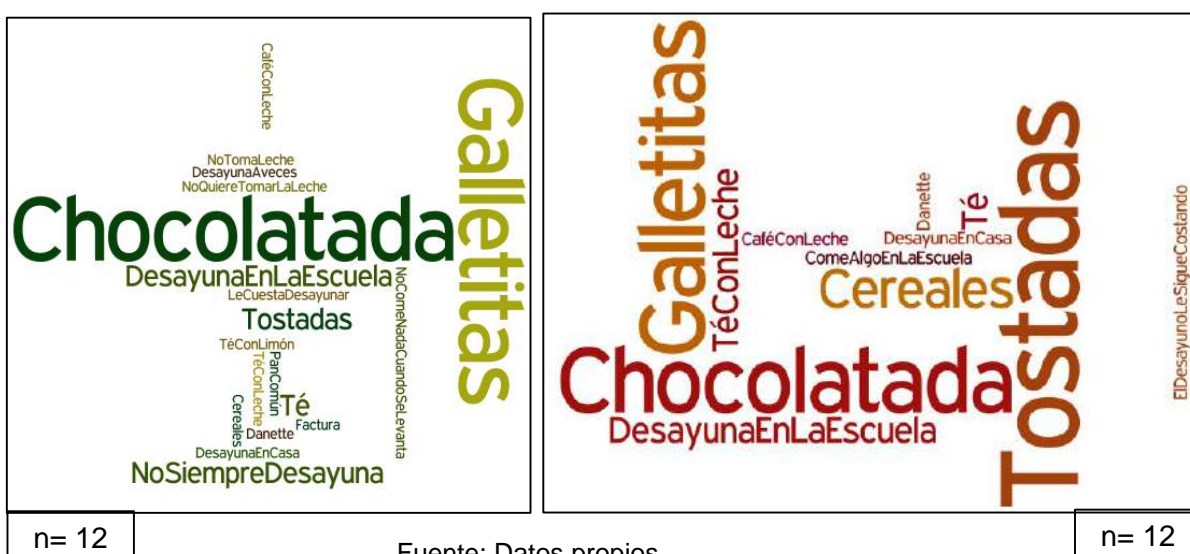 CaféConLeche
NoTomaLeche
DesayunaAveces
NoQuiereTomarLaLeche
Chocolatada
Galletitas
DesayunaEnLaEscuela
LeCuestaDesayunar
NoComeNadaCuandoSeLevanta
Tostadas
TéConLimón
TéConLeche
PanComún
Té
Cereales
Factura
Danette
DesayunaEnCasa
NoSiempreDesayuna
n= 12
Galletitas
TéConLeche
CaféConLeche
Danette
Té
DesayunaEnCasa
ComeAlgoEnLaEscuela
Cereales
Tostadas
Chocolatada
DesayunaEnLaEscuela
ElDesayunoLeSigueCostando
n= 12
Fuente: Datos propios